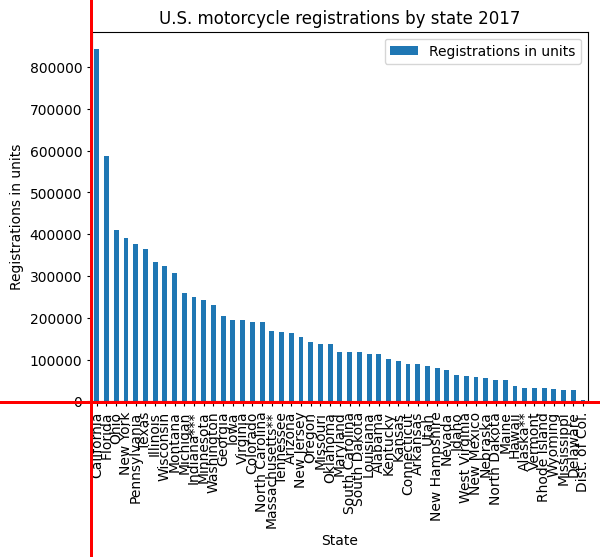 U.S. motorcycle registrations by state 2017
Registrations in units
800000
700000
600000
500000
400000
300000
200000
100000
0
Registrations in units
California
Florida
Ohio
New York
Pennsylvania
Texas
Illinois
Wisconsin
Montana
Michigan
Indiana***
Minnesota
Washington
Georgia
Iowa
Virginia
Colorado
North Carolina
Massachusetts**
Tennessee
Arizona
New Jersey
Oregon
Missouri
Oklahoma
Maryland
South Carolina
South Dakota
Louisiana
Alabama
Kentucky
Kansas
Connecticut
Arkansas
Utah
New Hampshire
Nevada
Idaho
West Virginia
New Mexico
Nebraska
North Dakota
Maine
Hawaii
Alaska**
Vermont
Rhode Island
Wyoming
Mississippi
Delaware
Dist. of Col.
State